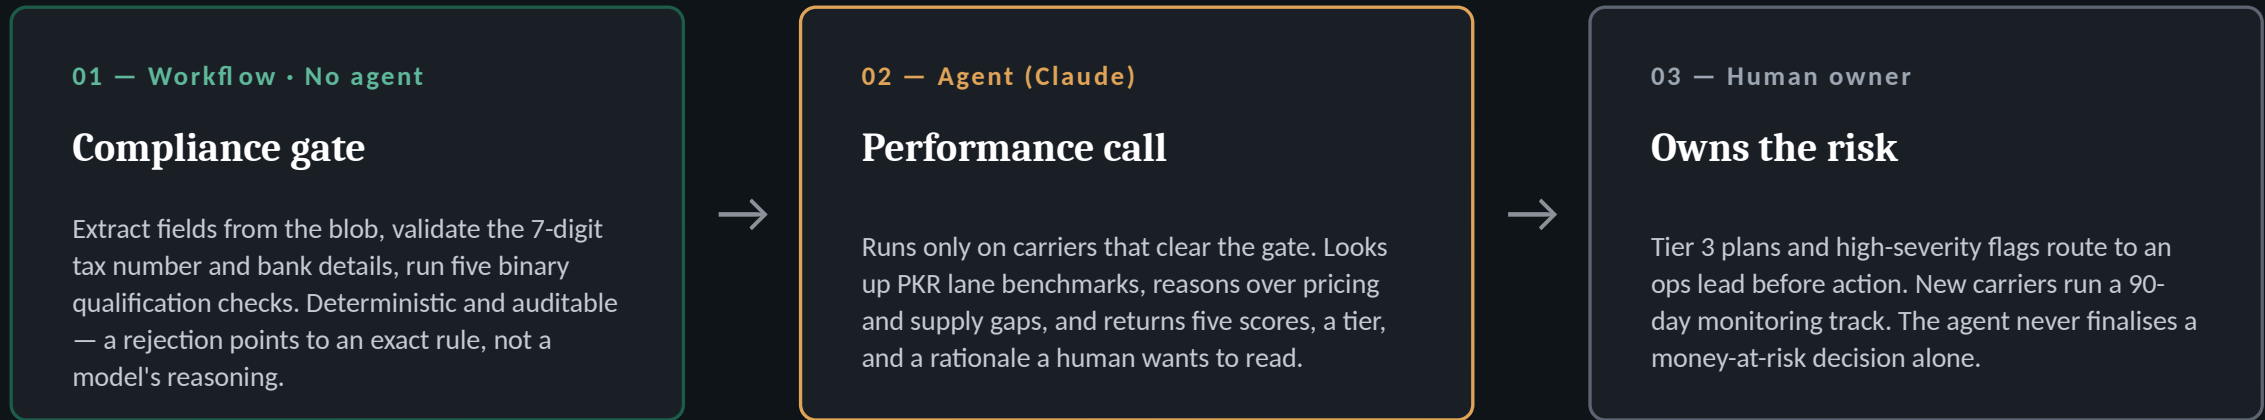 01 — Workflow · No agent
Compliance gate
Extract fields from the blob, validate the 7-digit
tax number and bank details, run five binary
qualification checks. Deterministic and auditable
— a rejection points to an exact rule, not a
model's reasoning.
→
02 — Agent (Claude)
Performance call
Runs only on carriers that clear the gate. Looks
up PKR lane benchmarks, reasons over pricing
and supply gaps, and returns five scores, a tier,
and a rationale a human wants to read.
→
03 — Human owner
Owns the risk
Tier 3 plans and high-severity flags route to an
ops lead before action. New carriers run a 90-
day monitoring track. The agent never finalises a
money-at-risk decision alone.